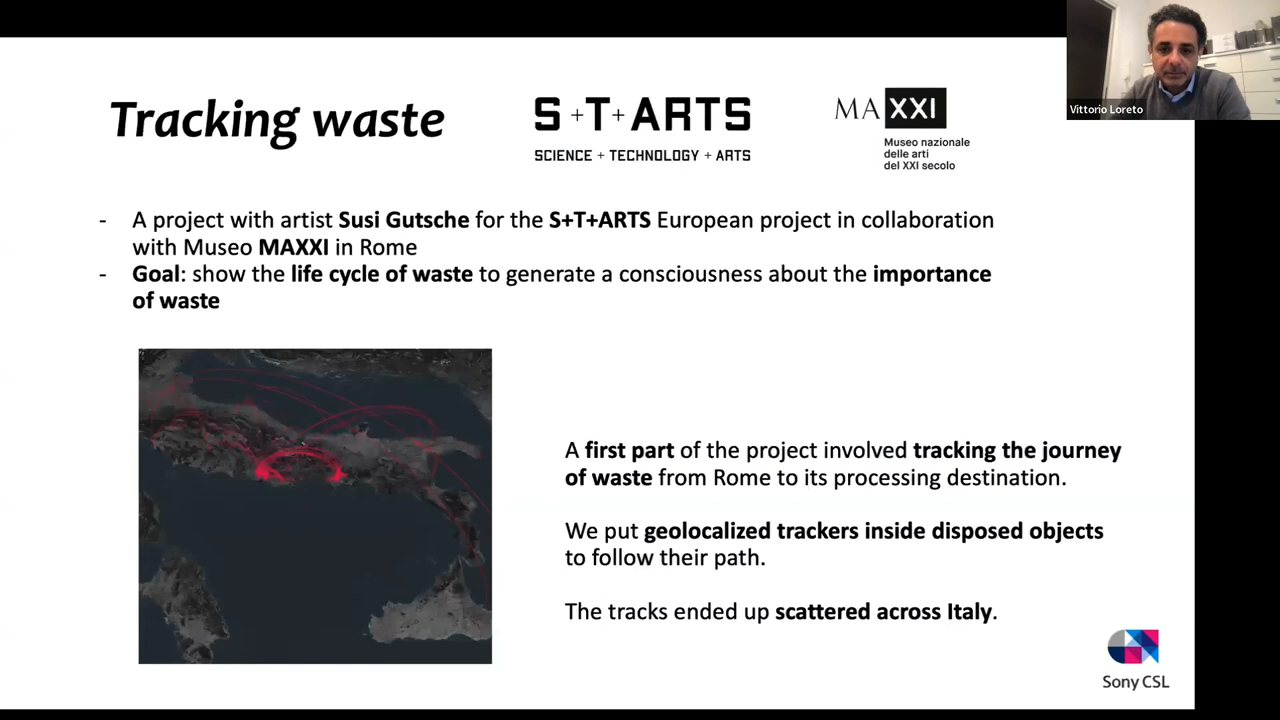 Tracking waste
S+T+ARTS
SCIENCE + TECHNOLOGY + ARTS
MAXXI
Museo nazionale
delle arti
del XXI secolo
Vittorio Loreto
- A project with artist Susi Gutsche for the S+T+ARTS European project in collaboration
with Museo MAXXI in Rome
- Goal: show the life cycle of waste to generate a consciousness about the importance
of waste
A first part of the project involved tracking the journey
of waste from Rome to its processing destination.
We put geolocalized trackers inside disposed objects
to follow their path.
The tracks ended up scattered across Italy.
Sony CSL